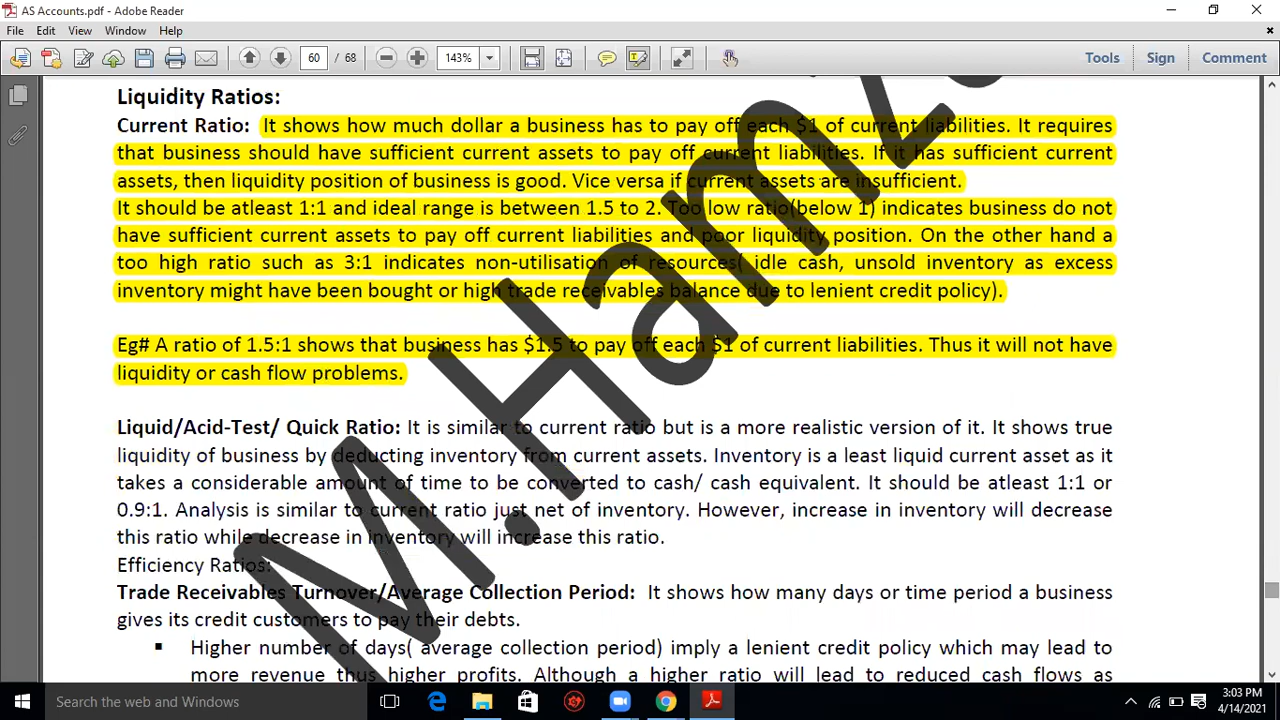 AS Accounts.pdf - Adobe Reader
File Edit View Window Help
60 / 68 143% Tools Sign Comment
Liquidity Ratios:
Current Ratio: It shows how much dollar a business has to pay off each $1 of current liabilities. It requires
that business should have sufficient current assets to pay off current liabilities. If it has sufficient current
assets, then liquidity position of business is good. Vice versa if current assets are insufficient.
It should be atleast 1:1 and ideal range is between 1.5 to 2. Too low ratio(below 1) indicates business do not
have sufficient current assets to pay off current liabilities and poor liquidity position. On the other hand a
too high ratio such as 3:1 indicates non-utilisation of resources( idle cash, unsold inventory as excess
inventory might have been bought or high trade receivables balance due to lenient credit policy).
Eg# A ratio of 1.5:1 shows that business has $1.5 to pay off each $1 of current liabilities. Thus it will not have
liquidity or cash flow problems.
Liquid/Acid-Test/ Quick Ratio: It is similar to current ratio but is a more realistic version of it. It shows true
liquidity of business by deducting inventory from current assets. Inventory is a least liquid current asset as it
takes a considerable amount of time to be converted to cash/ cash equivalent. It should be atleast 1:1 or
0.9:1. Analysis is similar to current ratio just net of inventory. However, increase in inventory will decrease
this ratio while decrease in inventory will increase this ratio.
Efficiency Ratios:
Trade Receivables Turnover/Average Collection Period: It shows how many days or time period a business
gives its credit customers to pay their debts.
▪ Higher number of days( average collection period) imply a lenient credit policy which may lead to
more revenue thus higher profits. Although a higher ratio will lead to reduced cash flows as
M.Hamza
Search the web and Windows
3:03 PM
4/14/2021